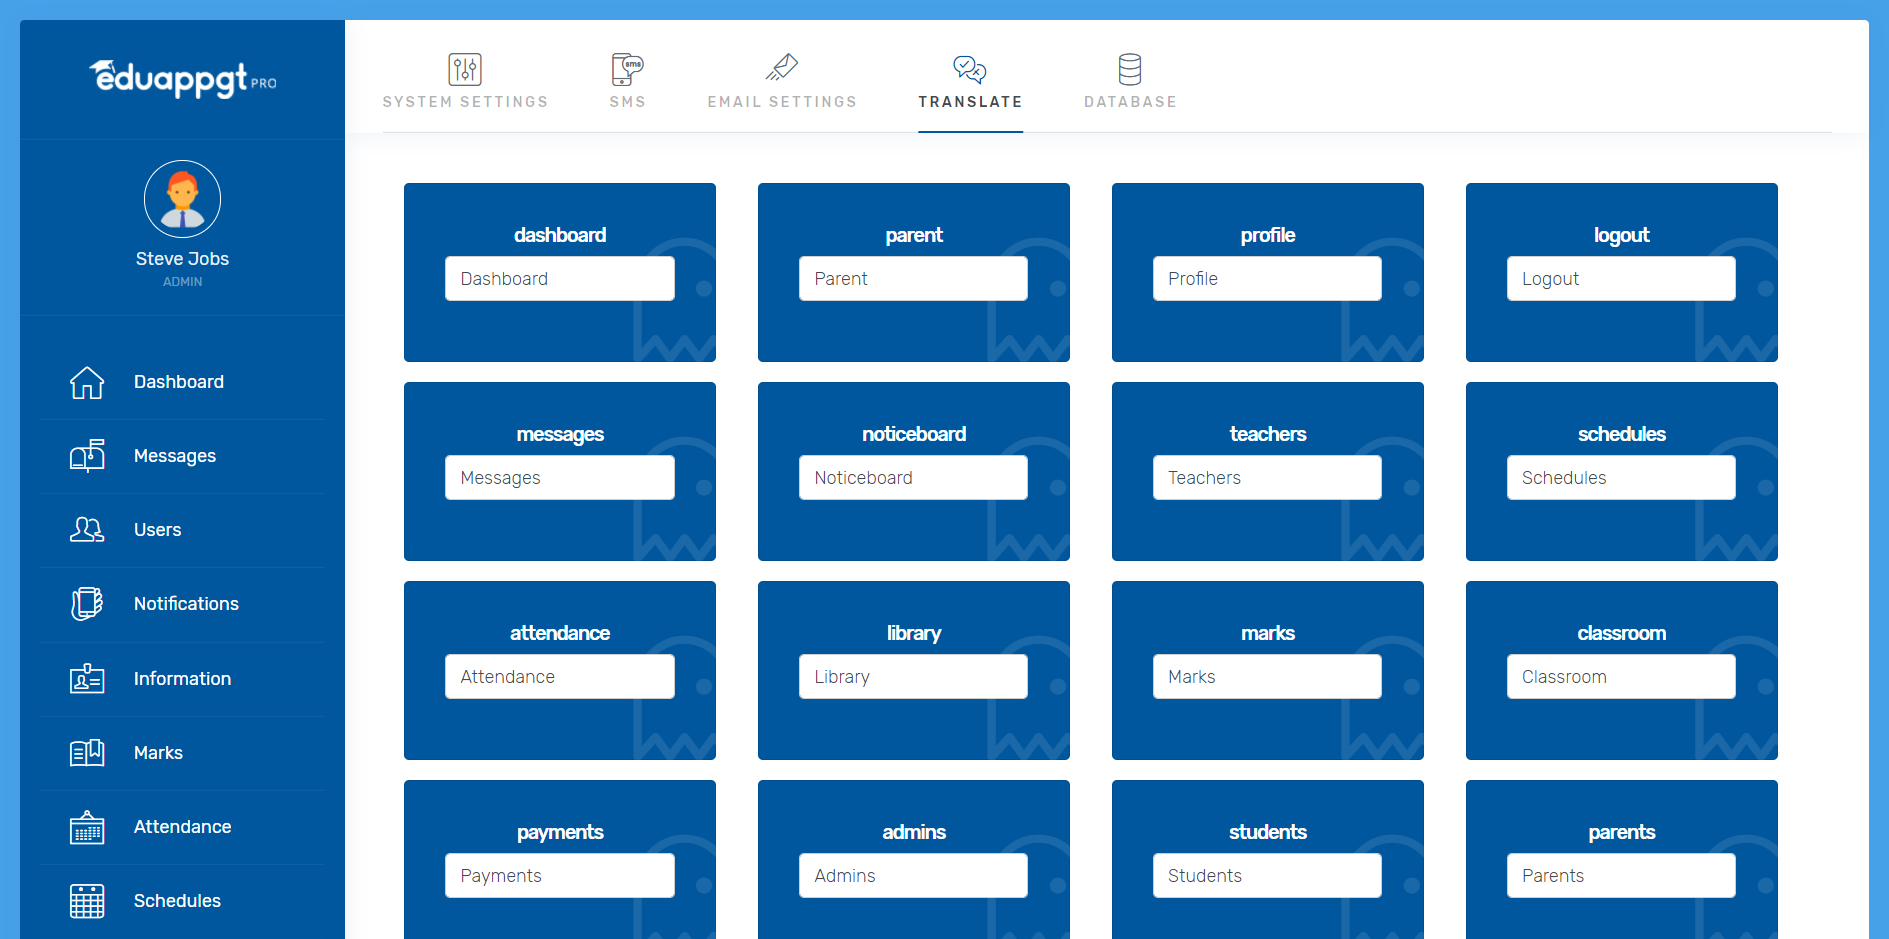 eduappgt PRO
Steve Jobs
ADMIN
Dashboard
Messages
Users
Notifications
Information
Marks
Attendance
Schedules
sms
SYSTEM SETTINGS
SMS
EMAIL SETTINGS
TRANSLATE
DATABASE
dashboard
Dashboard
parent
Parent
profile
Profile
logout
Logout
messages
Messages
noticeboard
Noticeboard
teachers
Teachers
schedules
Schedules
attendance
Attendance
library
Library
marks
Marks
classroom
Classroom
payments
Payments
admins
Admins
students
Students
parents
Parents